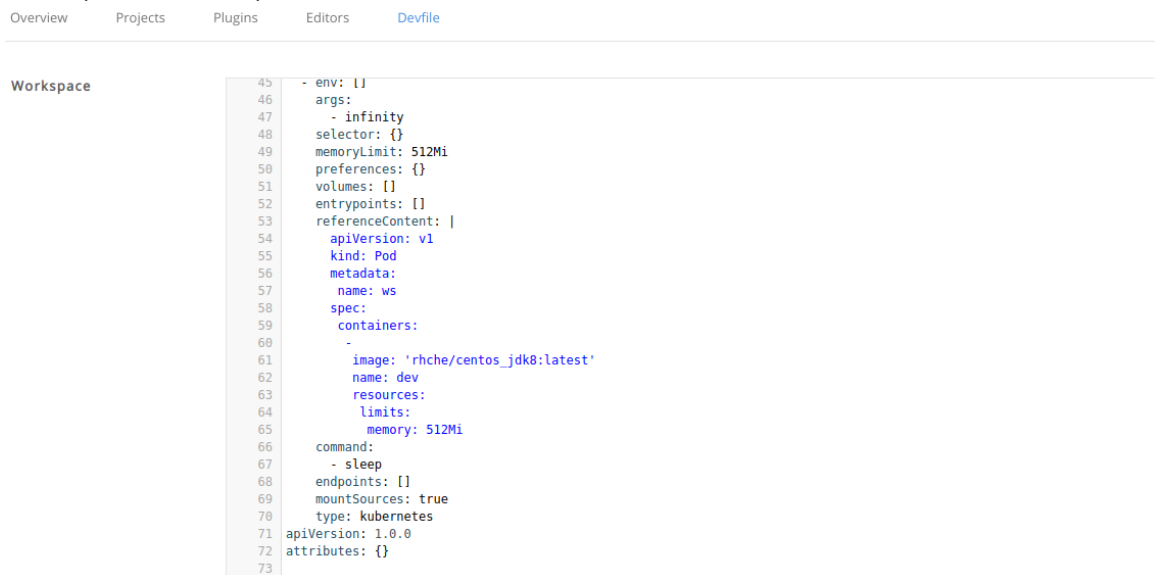 Overview Projects Plugins Editors Devfile
Workspace
45 - env: []
46 args:
47 - infinity
48 selector: {}
49 memoryLimit: 512Mi
50 preferences: {}
51 volumes: []
52 entrypoints: []
53 referenceContent: |
54 apiVersion: v1
55 kind: Pod
56 metadata:
57 name: ws
58 spec:
59 containers:
60 -
61 image: 'rhche/centos_jdk8:latest'
62 name: dev
63 resources:
64 limits:
65 memory: 512Mi
66 command:
67 - sleep
68 endpoints: []
69 mountSources: true
70 type: kubernetes
71 apiVersion: 1.0.0
72 attributes: {}
73